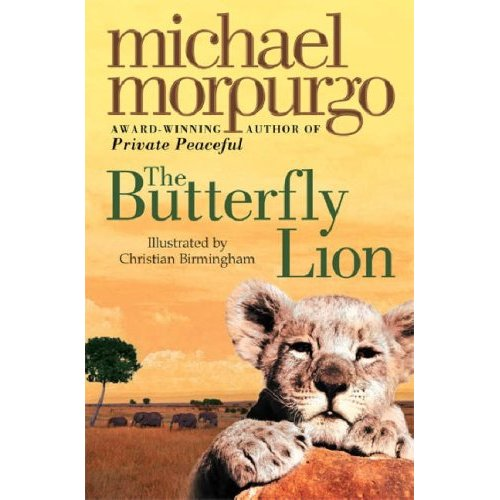 michael
morpurgo
AWARD-WINNING AUTHOR OF
Private Peaceful
The
Butterfly
Lion
Illustrated by
Christian Birmingham